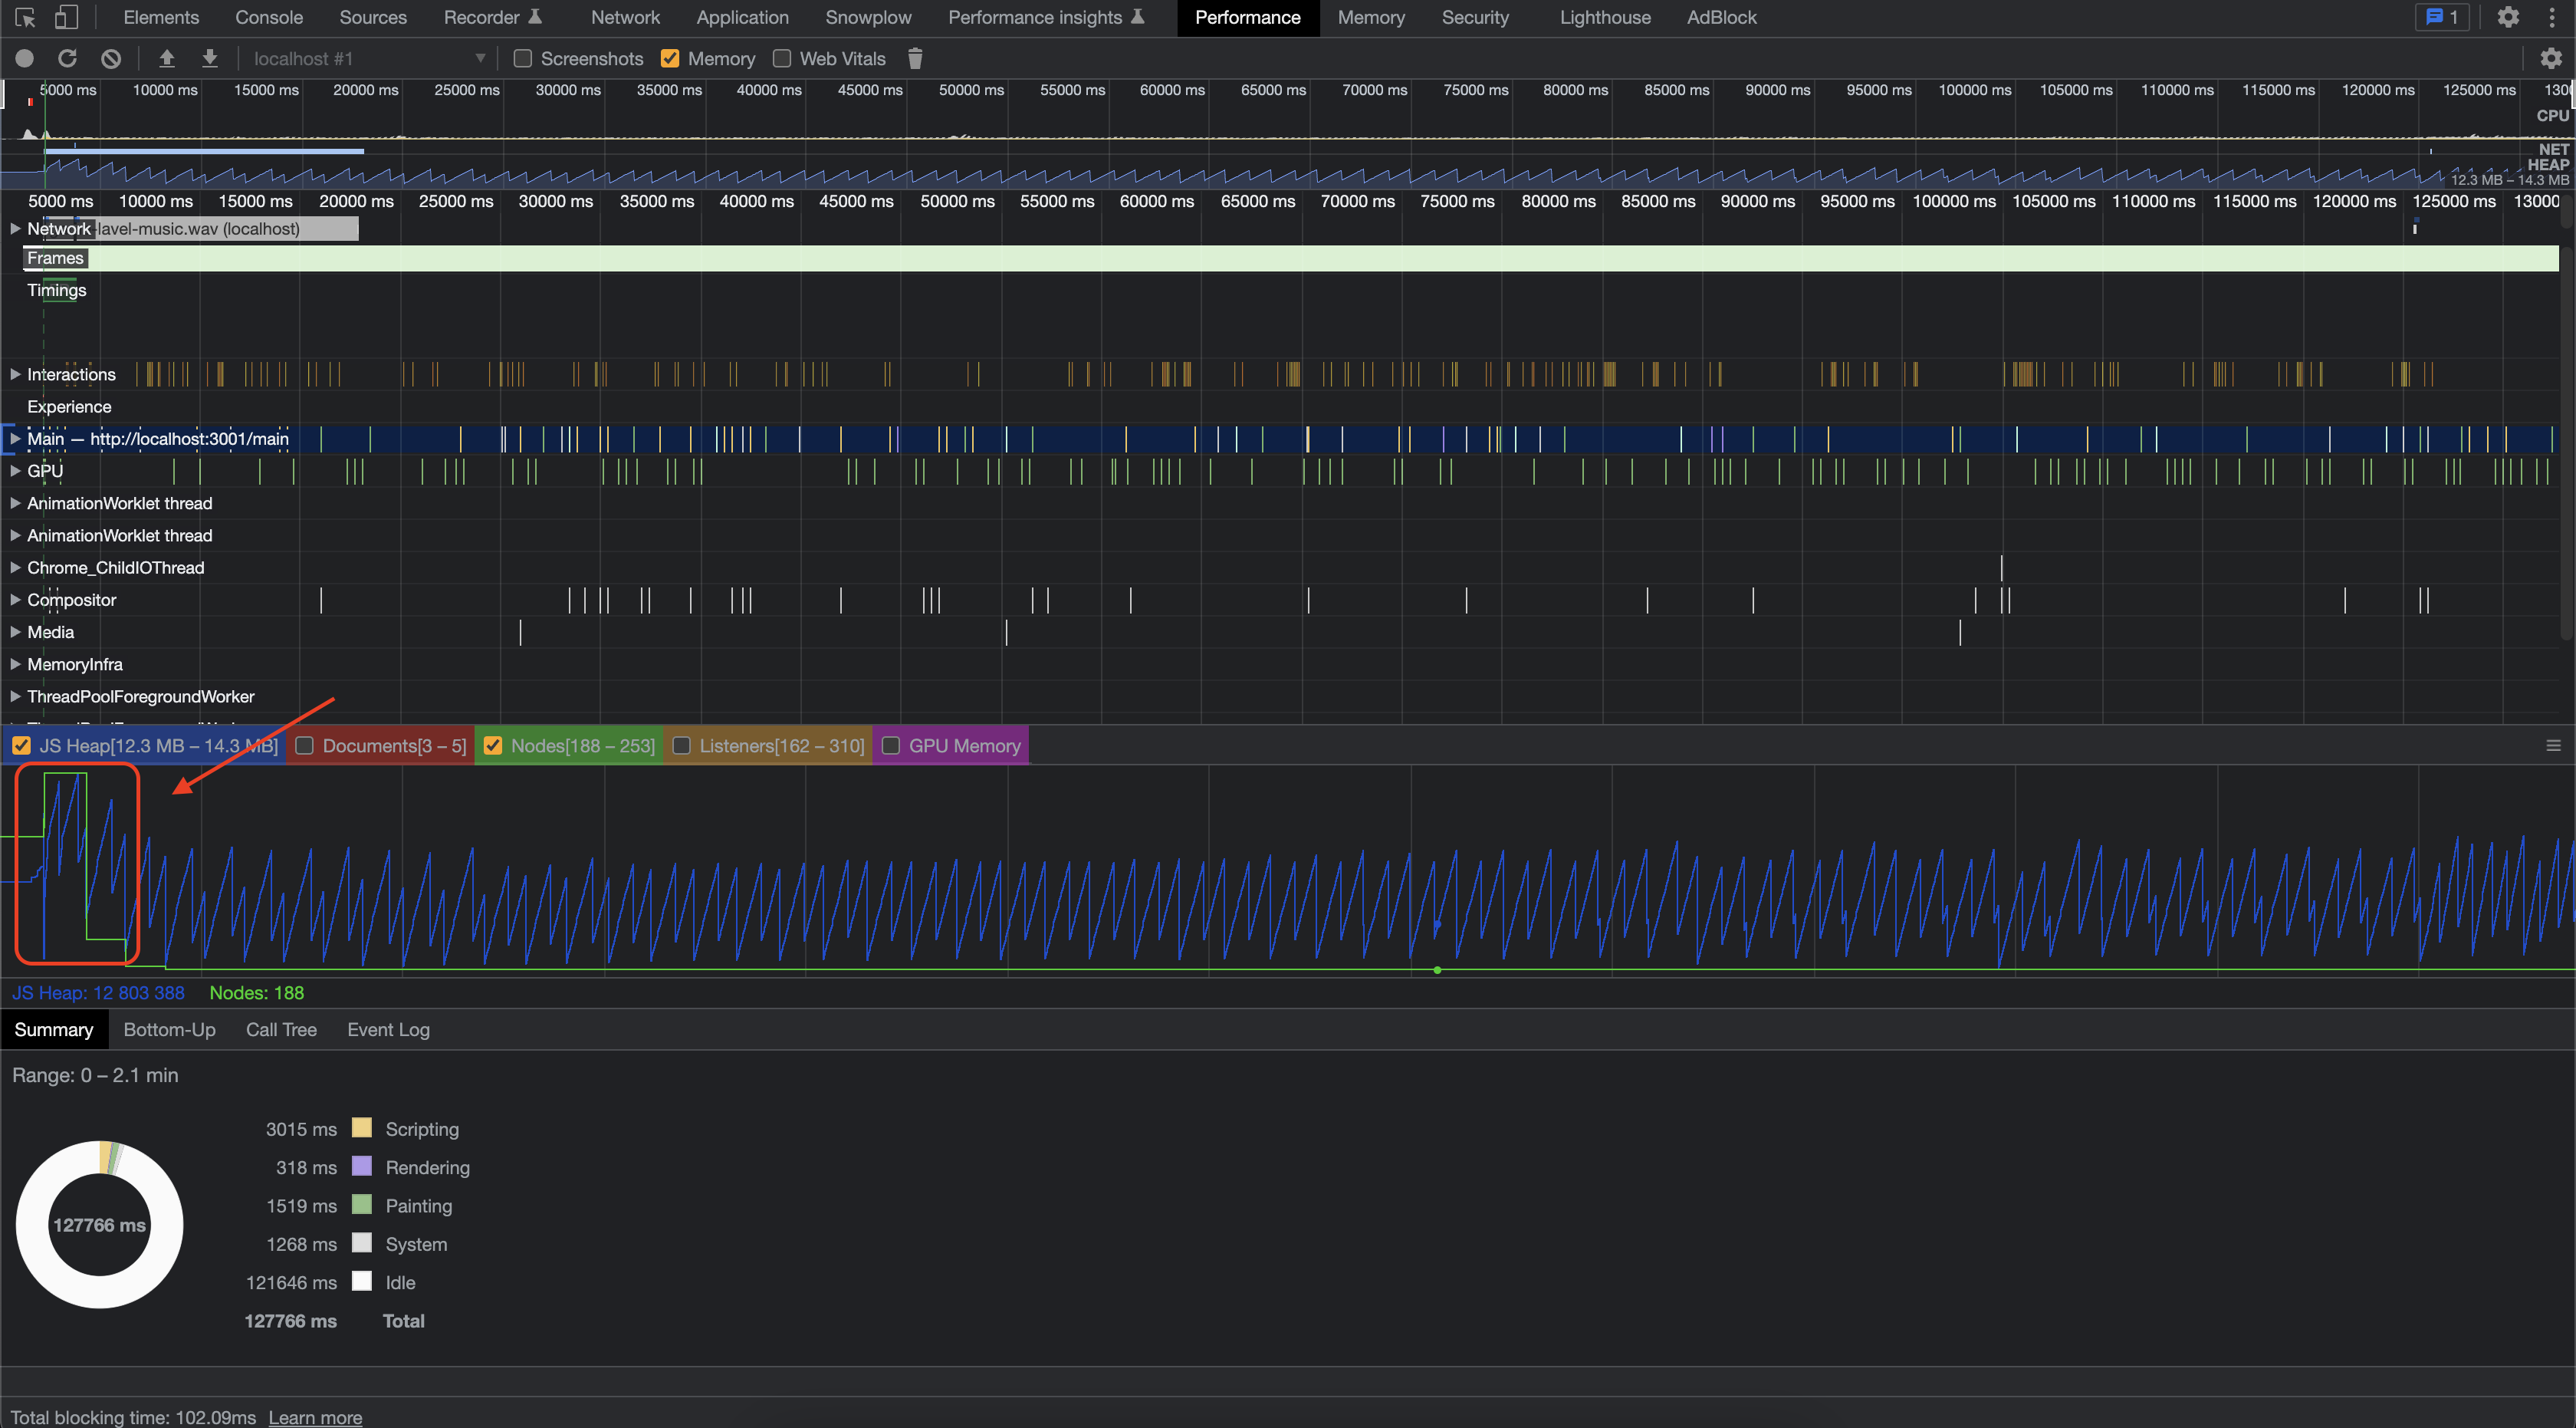 Elements Console Sources Recorder Network Application Snowplow Performance insights Performance Memory Security Lighthouse AdBlock 1
localhost #1 Screenshots Memory Web Vitals
5000 ms 10000 ms 15000 ms 20000 ms 25000 ms 30000 ms 35000 ms 40000 ms 45000 ms 50000 ms 55000 ms 60000 ms 65000 ms 70000 ms 75000 ms 80000 ms 85000 ms 90000 ms 95000 ms 100000 ms 105000 ms 110000 ms 115000 ms 120000 ms 125000 ms 130
CPU
NET
HEAP
12.3 MB – 14.3 MB
5000 ms 10000 ms 15000 ms 20000 ms 25000 ms 30000 ms 35000 ms 40000 ms 45000 ms 50000 ms 55000 ms 60000 ms 65000 ms 70000 ms 75000 ms 80000 ms 85000 ms 90000 ms 95000 ms 100000 ms 105000 ms 110000 ms 115000 ms 120000 ms 125000 ms 13000
Network -lavel-music.wav (localhost)
Frames
Timings
Interactions
Experience
Main — http://localhost:3001/main
GPU
AnimationWorklet thread
AnimationWorklet thread
Chrome_ChildIOThread
Compositor
Media
MemoryInfra
ThreadPoolForegroundWorker
JS Heap[12.3 MB – 14.3 MB] Documents[3 – 5] Nodes[188 – 253] Listeners[162 – 310] GPU Memory
JS Heap: 12 803 388 Nodes: 188
Summary Bottom-Up Call Tree Event Log
Range: 0 – 2.1 min
3015 ms Scripting
318 ms Rendering
1519 ms Painting
127766 ms
1268 ms System
121646 ms Idle
127766 ms Total
Total blocking time: 102.09ms Learn more